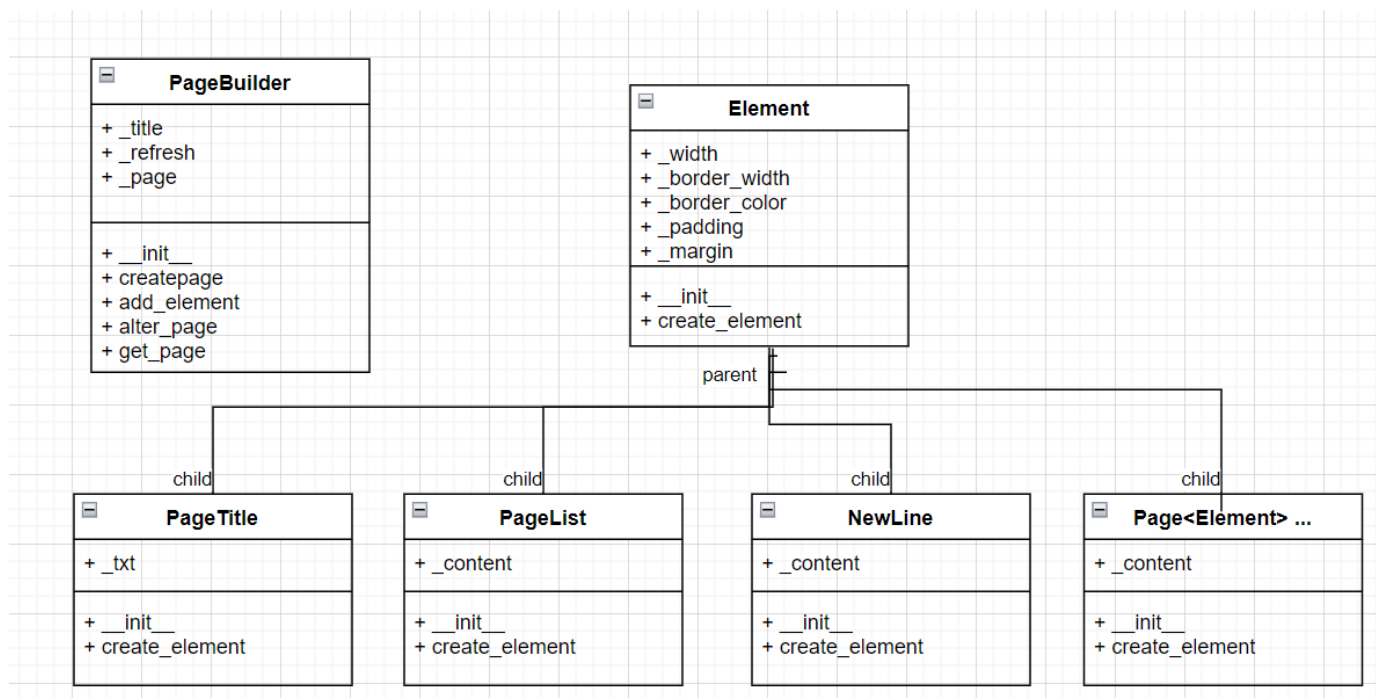 PageBuilder
+ _title
+ _refresh
+ _page
+ __init__
+ createpage
+ add_element
+ alter_page
+ get_page
Element
+ _width
+ _border_width
+ _border_color
+ _padding
+ _margin
+ __init__
+ create_element
parent
child
child
child
child
PageTitle
+ _txt
+ __init__
+ create_element
PageList
+ _content
+ __init__
+ create_element
NewLine
+ _content
+ __init__
+ create_element
Page<Element> ...
+ _content
+ __init__
+ create_element